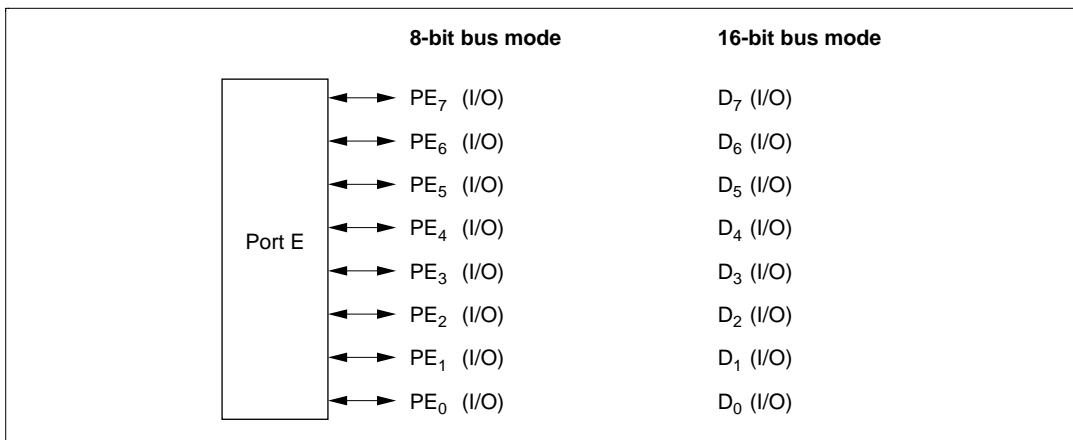 8-bit bus mode 16-bit bus mode
PE7 (I/O) D7 (I/O)
PE6 (I/O) D6 (I/O)
PE5 (I/O) D5 (I/O)
PE4 (I/O) D4 (I/O)
Port E
PE3 (I/O) D3 (I/O)
PE2 (I/O) D2 (I/O)
PE1 (I/O) D1 (I/O)
PE0 (I/O) D0 (I/O)